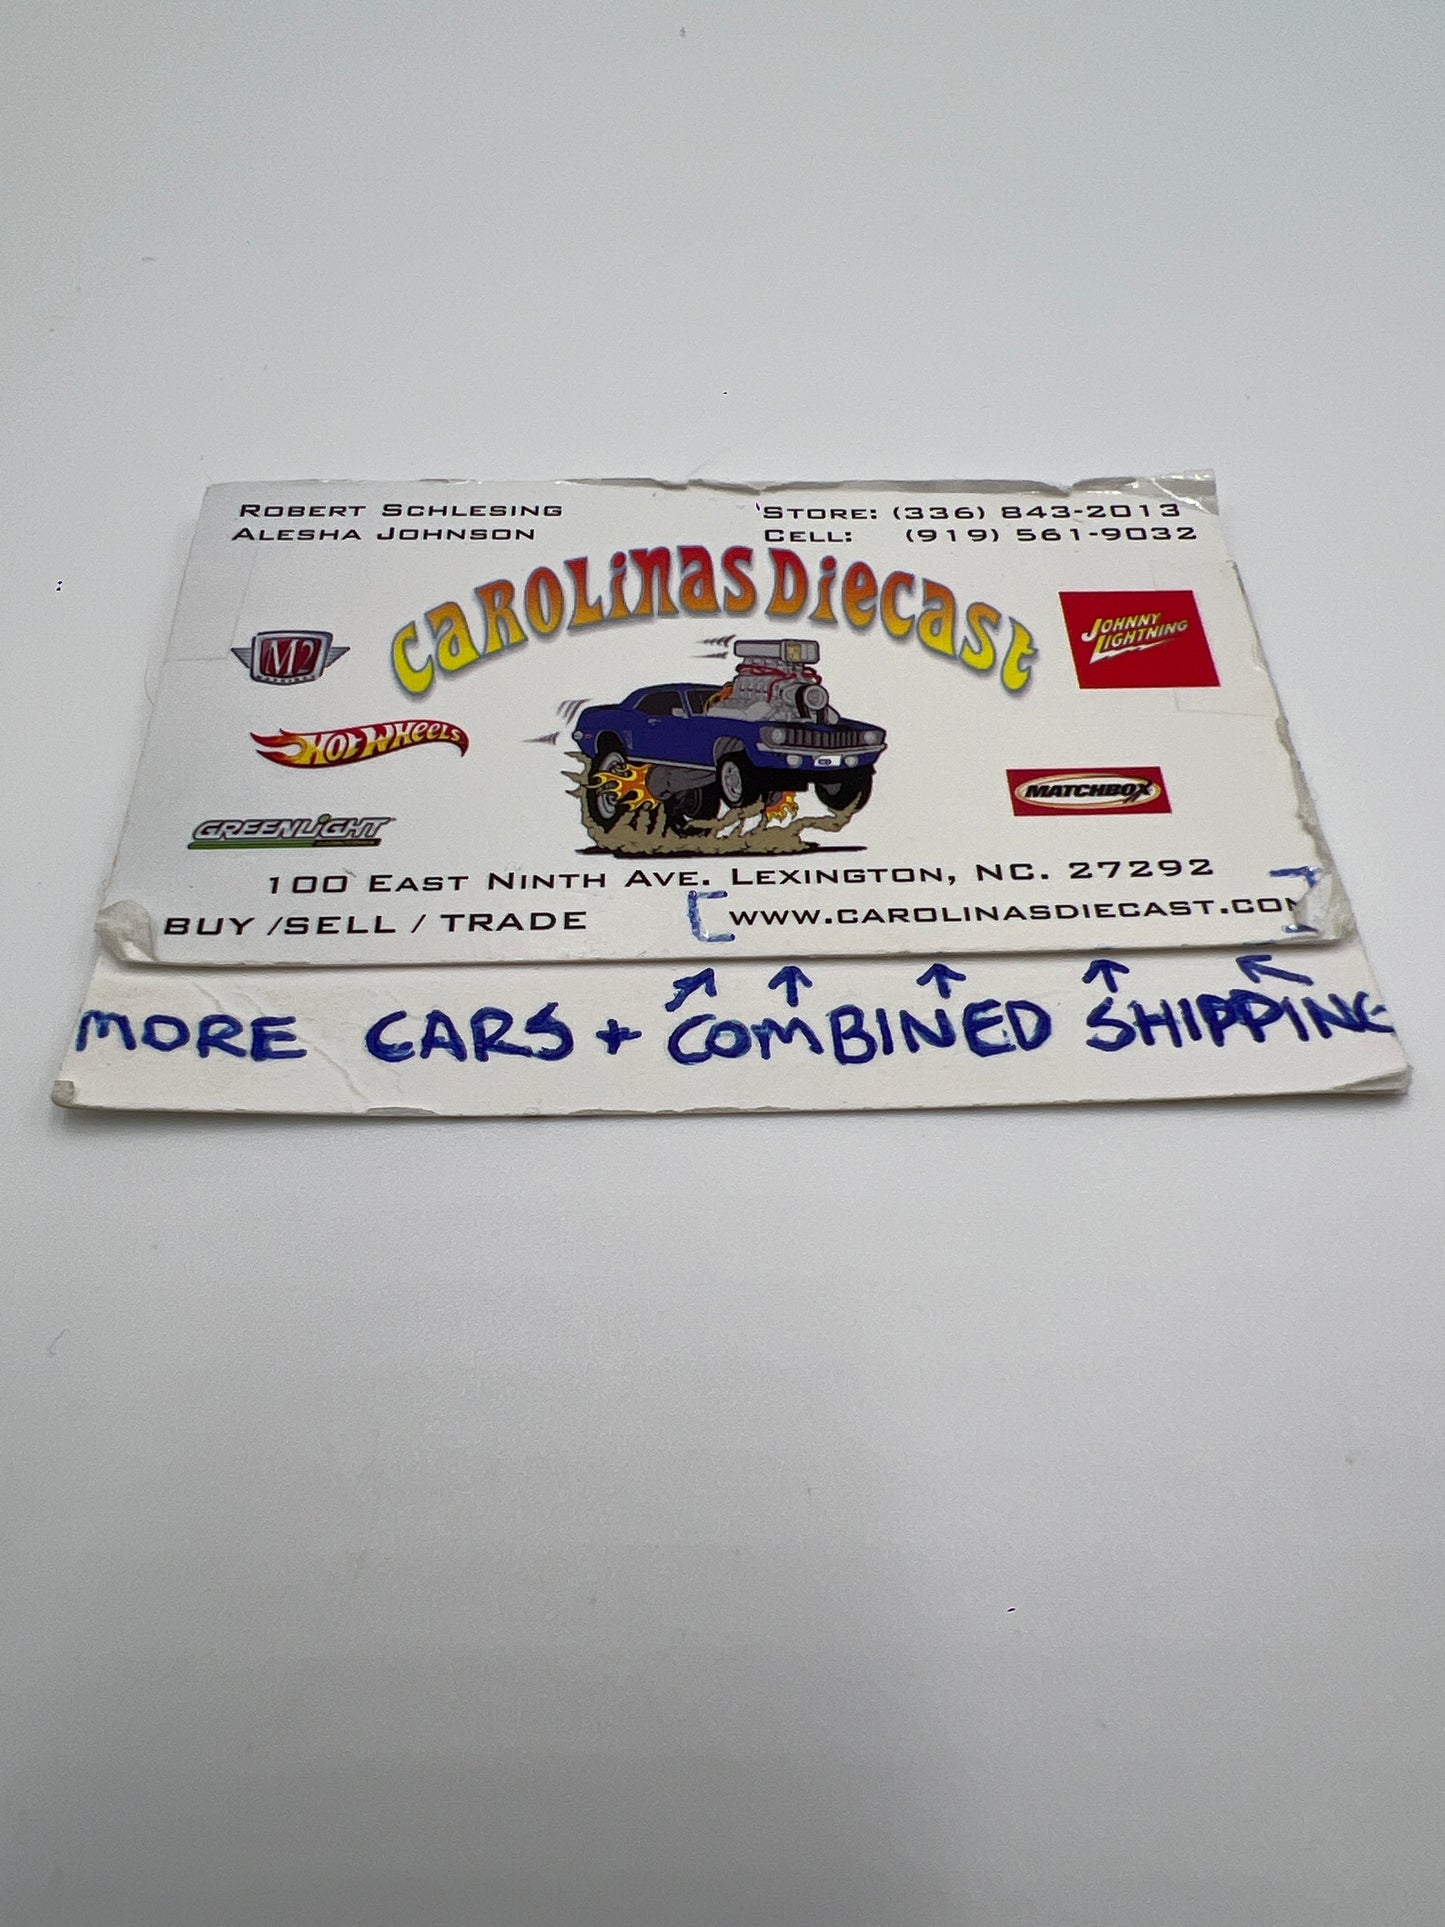 ROBERT SCHLESING
ALESHA JOHNSON
STORE: (336) 843-2013
CELL: (919) 561-9032
CAROLINAS DIECAST
M2
JOHNNY
LIGHTNING
HOT WHEELS
MATCHBOX
GREENLIGHT
100 EAST NINTH AVE. LEXINGTON, NC. 27292
BUY /SELL / TRADE
WWW.CAROLINASDIECAST.COM
MORE CARS + COMBINED SHIPPING